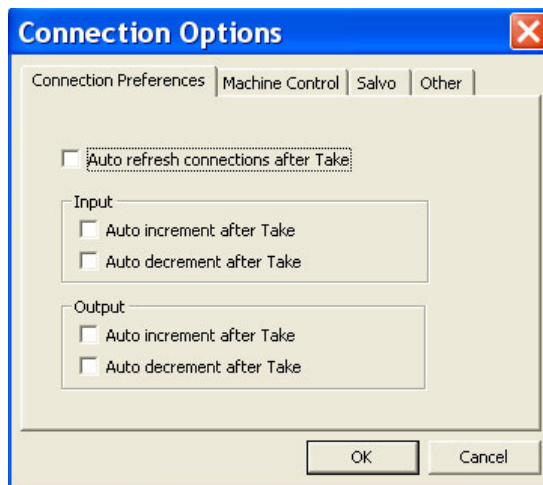 Connection Options
Connection Preferences Machine Control Salvo Other
Auto refresh connections after Take
Input
Auto increment after Take
Auto decrement after Take
Output
Auto increment after Take
Auto decrement after Take
OK Cancel